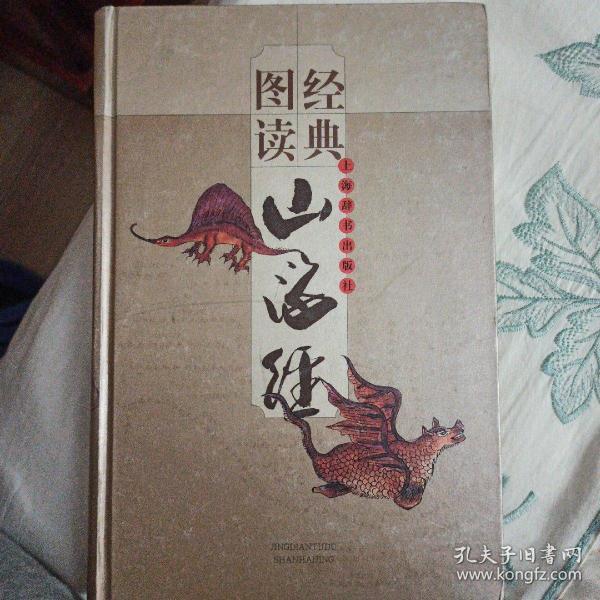 经典
图读
山海经
上海辞书出版社
JINGDIANTUDU
SHANHAIJING
孔夫子旧书网
www.kongfz.com